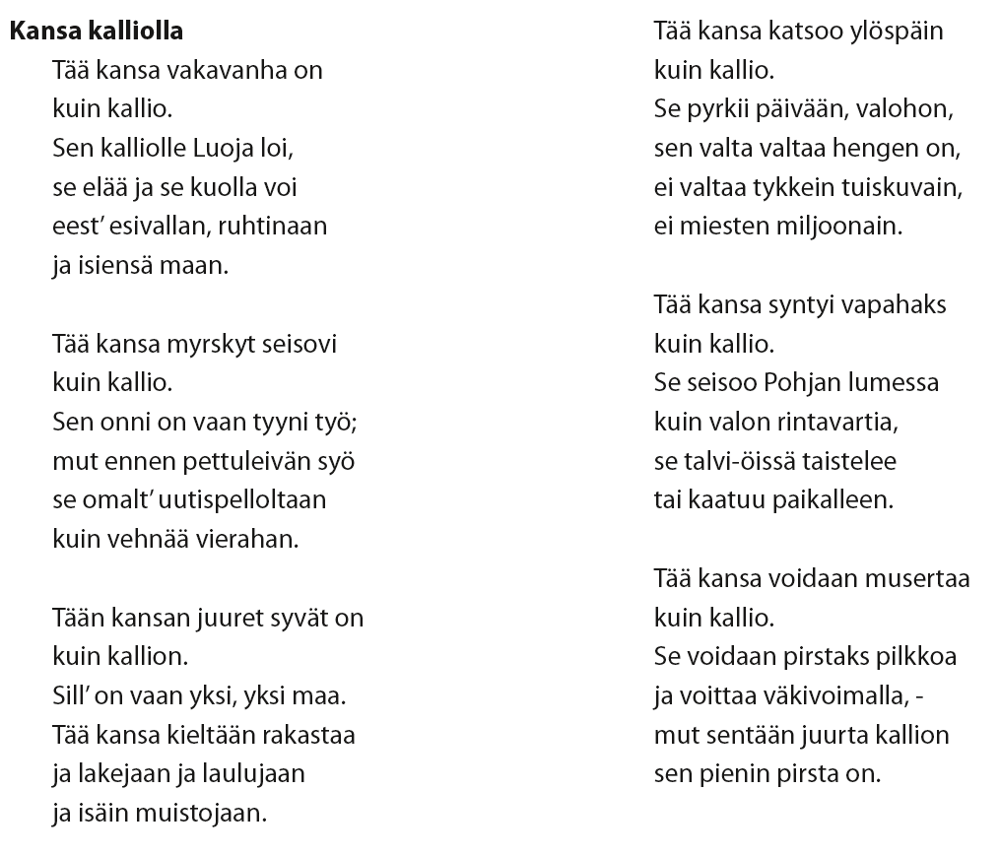 Kansa kalliolla
Tää kansa vakavanha on
kuin kallio.
Sen kalliolle Luoja loi,
se elää ja se kuolla voi
eest’ esivallan, ruhtinaan
ja isiensä maan.

Tää kansa myrskyt seisovi
kuin kallio.
Sen onni on vaan tyyni työ;
mut ennen pettuleivän syö
se omalt’ uutispelloltaan
kuin vehnää vierahan.

Tään kansan juuret syvät on
kuin kallion.
Sill’ on vaan yksi, yksi maa.
Tää kansa kieltään rakastaa
ja lakejaan ja laulujaan
ja isäin muistojaan.

Tää kansa katsoo ylöspäin
kuin kallio.
Se pyrkii päivään, valohon,
sen valta valtaa hengen on,
ei valtaa tykkein tuiskuvain,
ei miesten miljoonain.

Tää kansa syntyi vapahaks
kuin kallio.
Se seisoo Pohjan lumessa
kuin valon rintavartia,
se talvi-öissä taistelee
tai kaatuu paikalleen.

Tää kansa voidaan musertaa
kuin kallio.
Se voidaan pirstaks pilkkoa
ja voittaa väkivoimalla, -
mut sentään juurta kallion
sen pienin pirsta on.